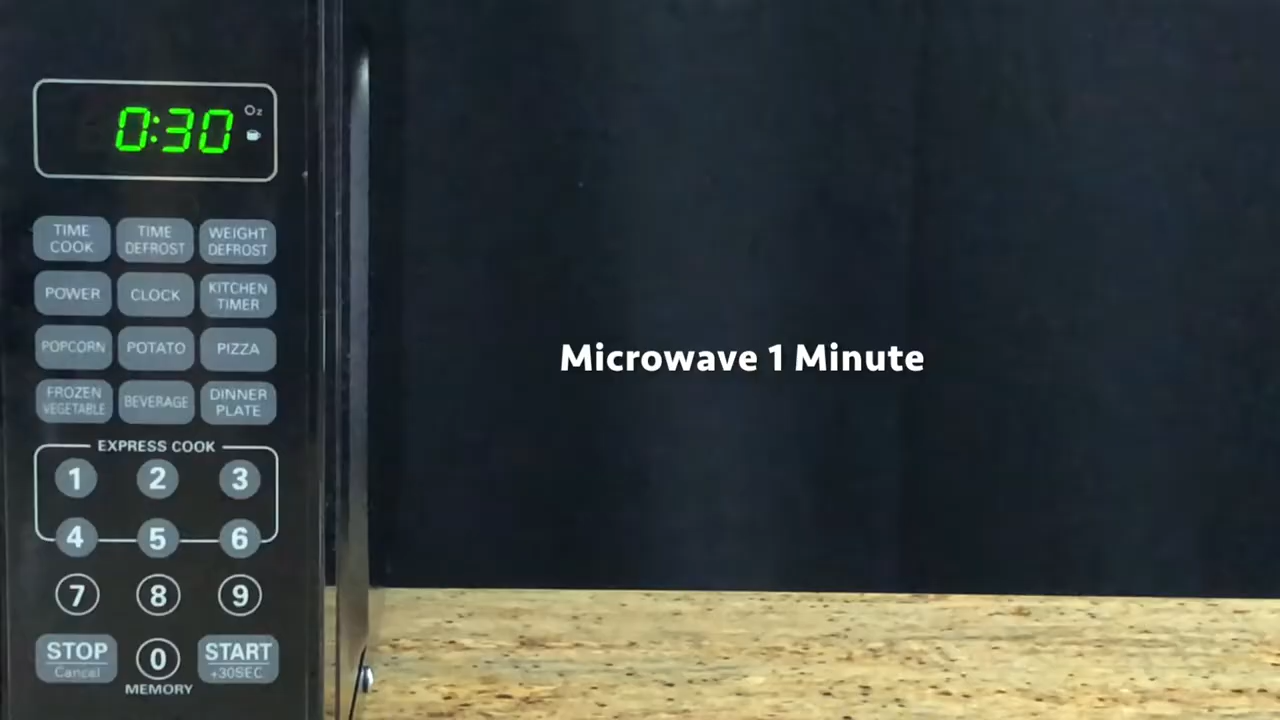 0:30
Oz
TIME COOK
TIME DEFROST
WEIGHT DEFROST
POWER
CLOCK
KITCHEN TIMER
POPCORN
POTATO
PIZZA
FROZEN VEGETABLE
BEVERAGE
DINNER PLATE
EXPRESS COOK
1 2 3
4 5 6
7 8 9
STOP
Cancel
0
MEMORY
START
+30SEC
Microwave 1 Minute